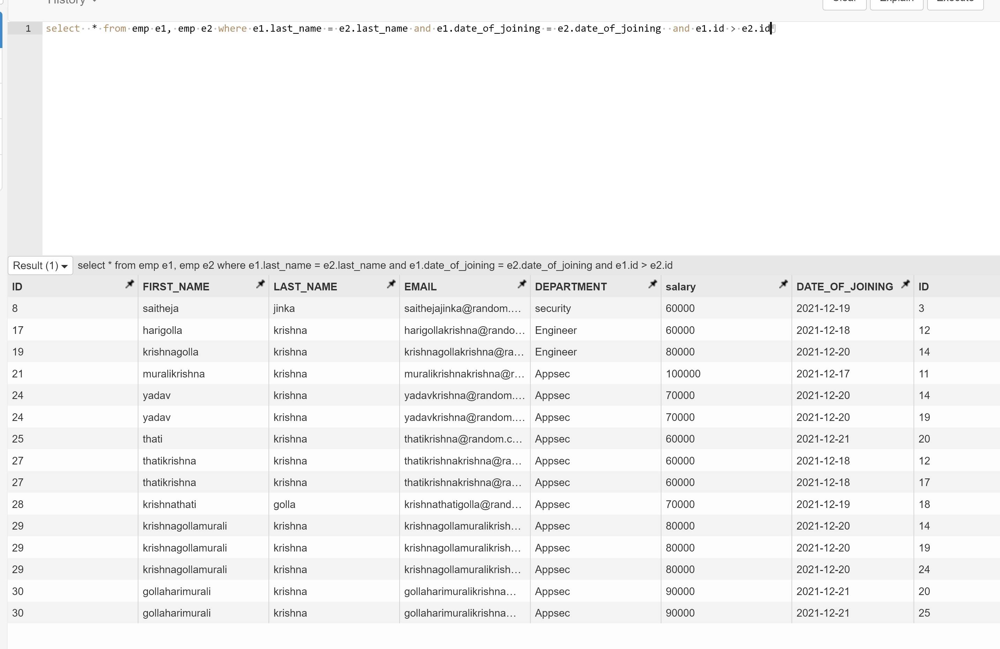 History
Clear Explain Execute
1 select * from emp e1, emp e2 where e1.last_name = e2.last_name and e1.date_of_joining = e2.date_of_joining and e1.id > e2.id
Result (1) select * from emp e1, emp e2 where e1.last_name = e2.last_name and e1.date_of_joining = e2.date_of_joining and e1.id > e2.id
ID FIRST_NAME LAST_NAME EMAIL DEPARTMENT salary DATE_OF_JOINING ID
8 saitheja jinka saithejajinka@random.… security 60000 2021-12-19 3
17 harigolla krishna harigollakrishna@rando… Engineer 60000 2021-12-18 12
19 krishnagolla krishna krishnagollakrishna@ra… Engineer 80000 2021-12-20 14
21 muralikrishna krishna muralikrishnakrishna@r… Appsec 100000 2021-12-17 11
24 yadav krishna yadavkrishna@random.… Appsec 70000 2021-12-20 14
24 yadav krishna yadavkrishna@random.… Appsec 70000 2021-12-20 19
25 thati krishna thatikrishna@random.c… Appsec 60000 2021-12-21 20
27 thatikrishna krishna thatikrishnakrishna@ra… Appsec 60000 2021-12-18 12
27 thatikrishna krishna thatikrishnakrishna@ra… Appsec 60000 2021-12-18 17
28 krishnathati golla krishnathatigolla@rand… Appsec 70000 2021-12-19 18
29 krishnagollamurali krishna krishnagollamuralikrish… Appsec 80000 2021-12-20 14
29 krishnagollamurali krishna krishnagollamuralikrish… Appsec 80000 2021-12-20 19
29 krishnagollamurali krishna krishnagollamuralikrish… Appsec 80000 2021-12-20 24
30 gollaharimurali krishna gollaharimuralikrishna… Appsec 90000 2021-12-21 20
30 gollaharimurali krishna gollaharimuralikrishna… Appsec 90000 2021-12-21 25